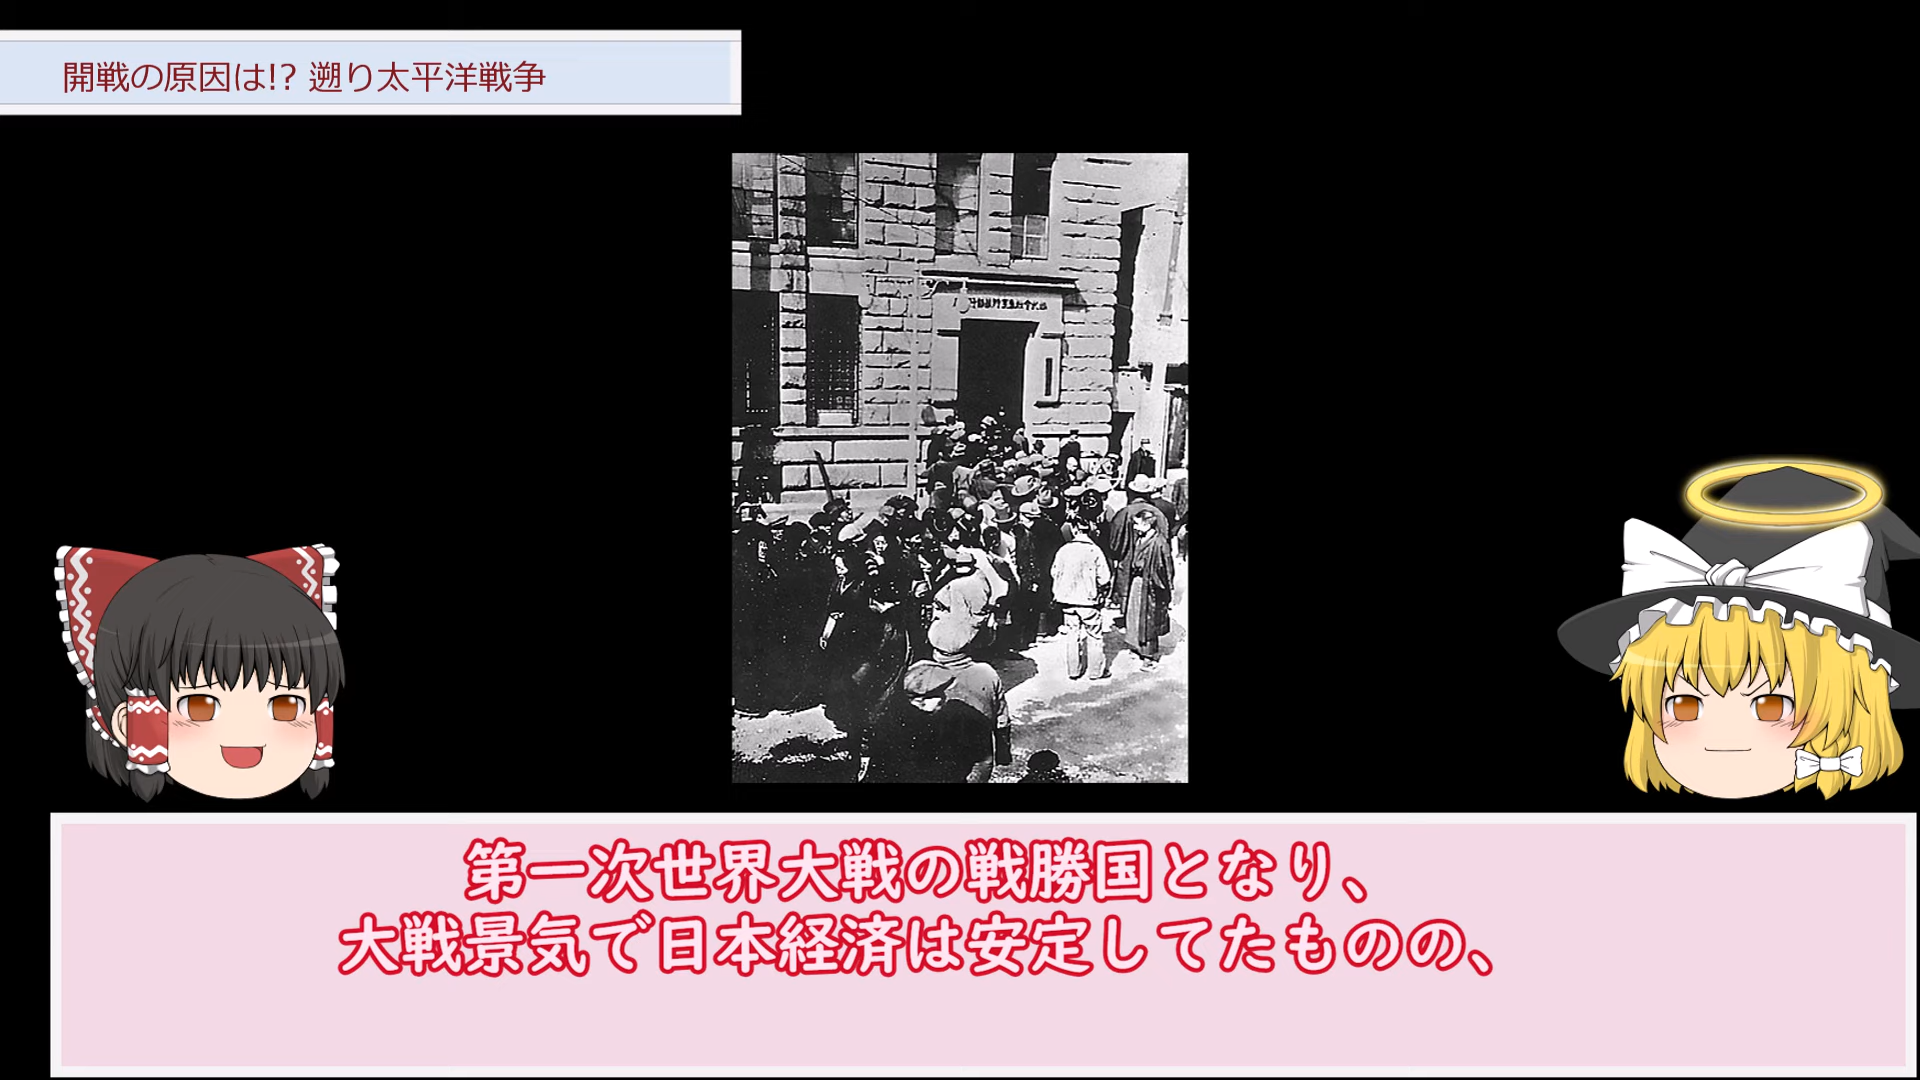 開戦の原因は!? 遡り太平洋戦争
第一次世界大戦の戦勝国となり、
大戦景気で日本経済は安定してたものの、